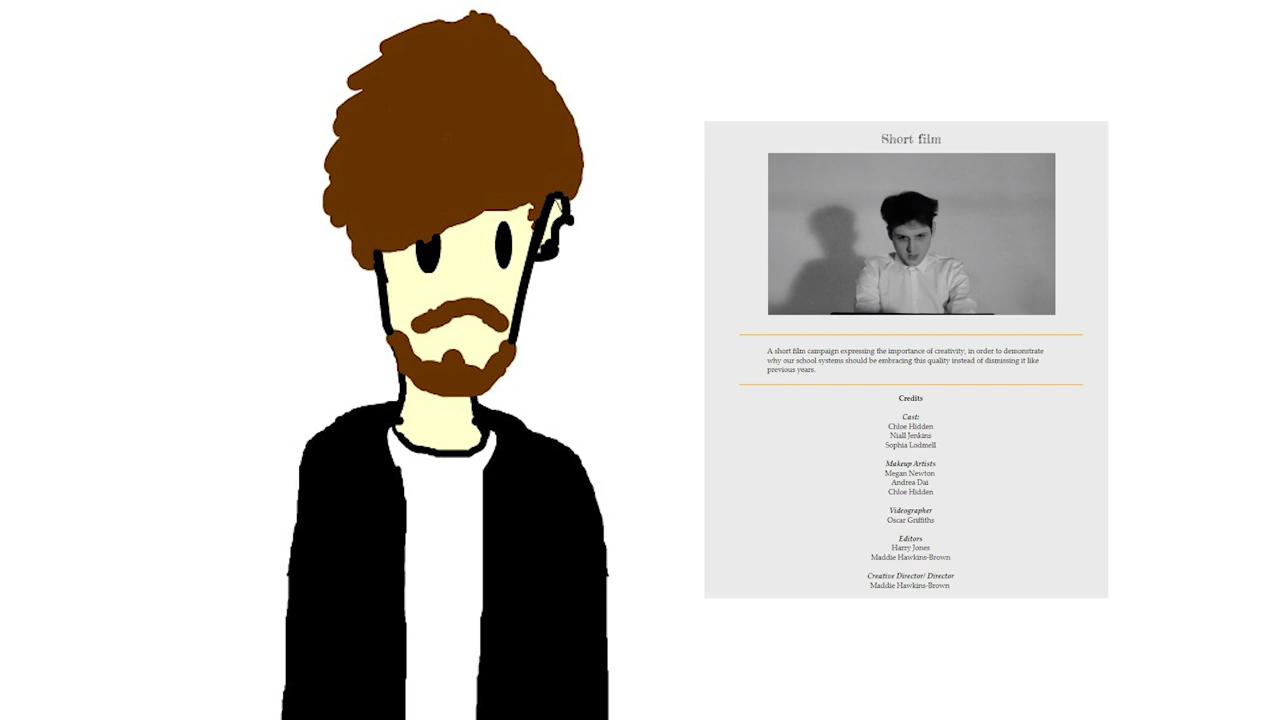 Short film
A short film campaign expressing the importance of creativity, in order to demonstrate
why our school systems should be embracing this quality instead of dismissing it like
previous years.
Credits
Cast:
Chloe Hidden
Niall Jenkins
Sophia Lodmell
Makeup Artists
Megan Newton
Andrea Dai
Chloe Hidden
Videographer
Oscar Griffiths
Editors
Harry Jones
Maddie Hawkins-Brown
Creative Director/ Director
Maddie Hawkins-Brown